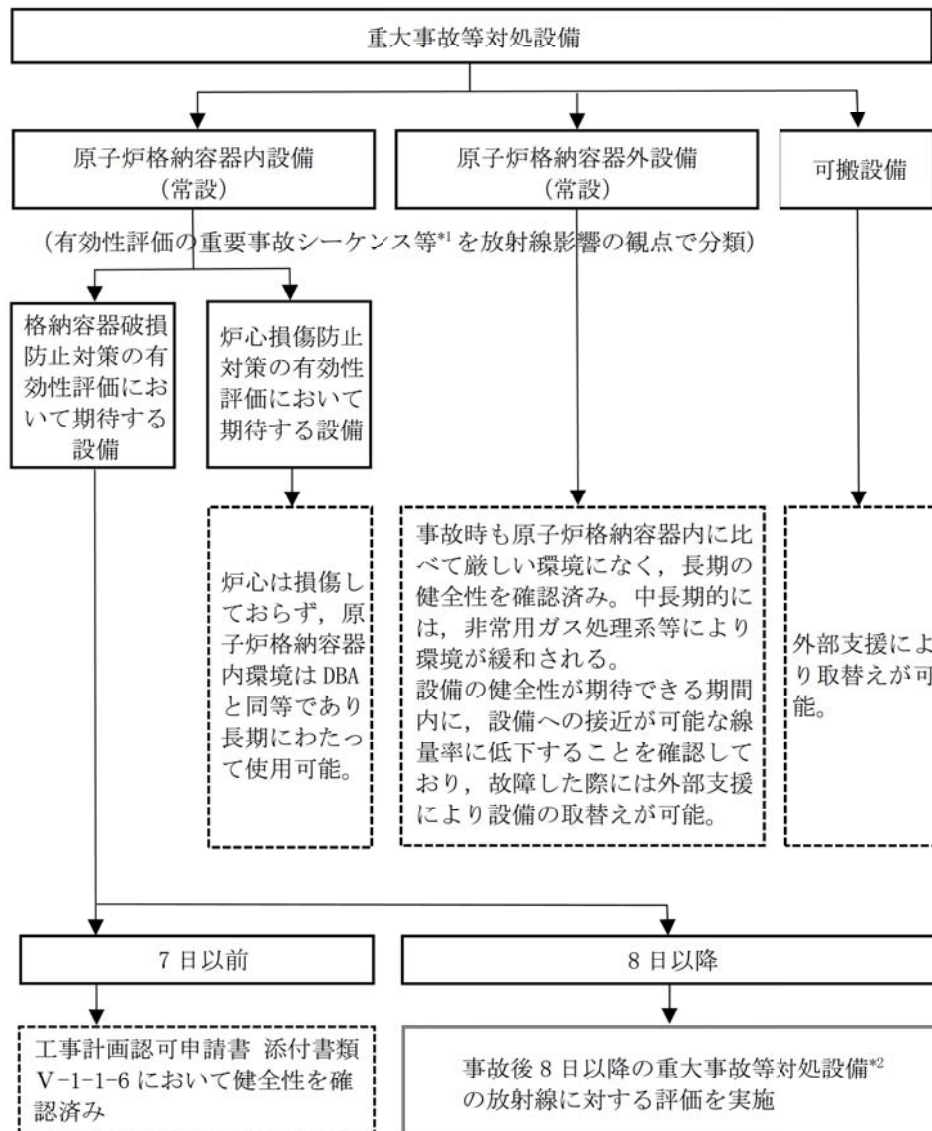 重大事故等対処設備
原子炉格納容器内設備
（常設）
原子炉格納容器外設備
（常設）
可搬設備
（有効性評価の重要事故シーケンス等*1を放射線影響の観点で分類）
格納容器破損
防止対策の有
効性評価にお
いて期待する
設備
炉心損傷防止
対策の有効性
評価において
期待する設備
炉心は損傷し
ておらず，原
子炉格納容器
内環境は DBA
と同等であり
長期にわたっ
て使用可能。
事故時も原子炉格納容器内に比
べて厳しい環境になく，長期の
健全性を確認済み。中長期的に
は，非常用ガス処理系等により
環境が緩和される。
設備の健全性が期待できる期間
内に，設備への接近が可能な線
量率に低下することを確認して
おり，故障した際には外部支援
により設備の取替えが可能。
外部支援によ
り取替えが可
能。
7 日以前
8 日以降
工事計画認可申請書 添付書類
Ⅴ-1-1-6 において健全性を確
認済み
事故後 8 日以降の重大事故等対処設備*2
の放射線に対する評価を実施